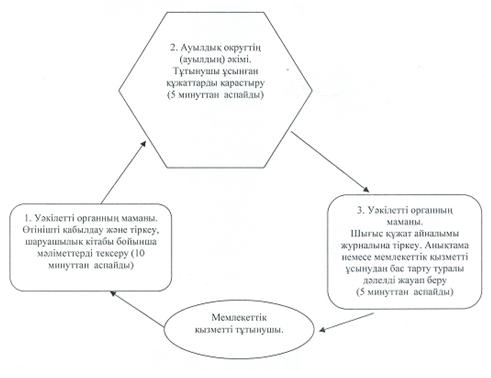 2. Ауылдық округтің
(ауылдың) әкімі.
Тұтынушы ұсынған
құжаттарды қарастыру
(5 минуттан аспайды)
1. Уәкілетті органның маманы.
Өтінішті қабылдау және тіркеу,
шаруашылық кітабы бойынша
мәліметтерді тексеру (10
минуттан аспайды)
3. Уәкілетті органның
маманы.
Шығыс құжат айналымы
журналына тіркеу. Анықтама
немесе мемлекеттік қызметті
ұсынудан бас тарту туралы
дәлелді жауап беру
(5 минуттан аспайды)
Мемлекеттік
қызметті тұтынушы.